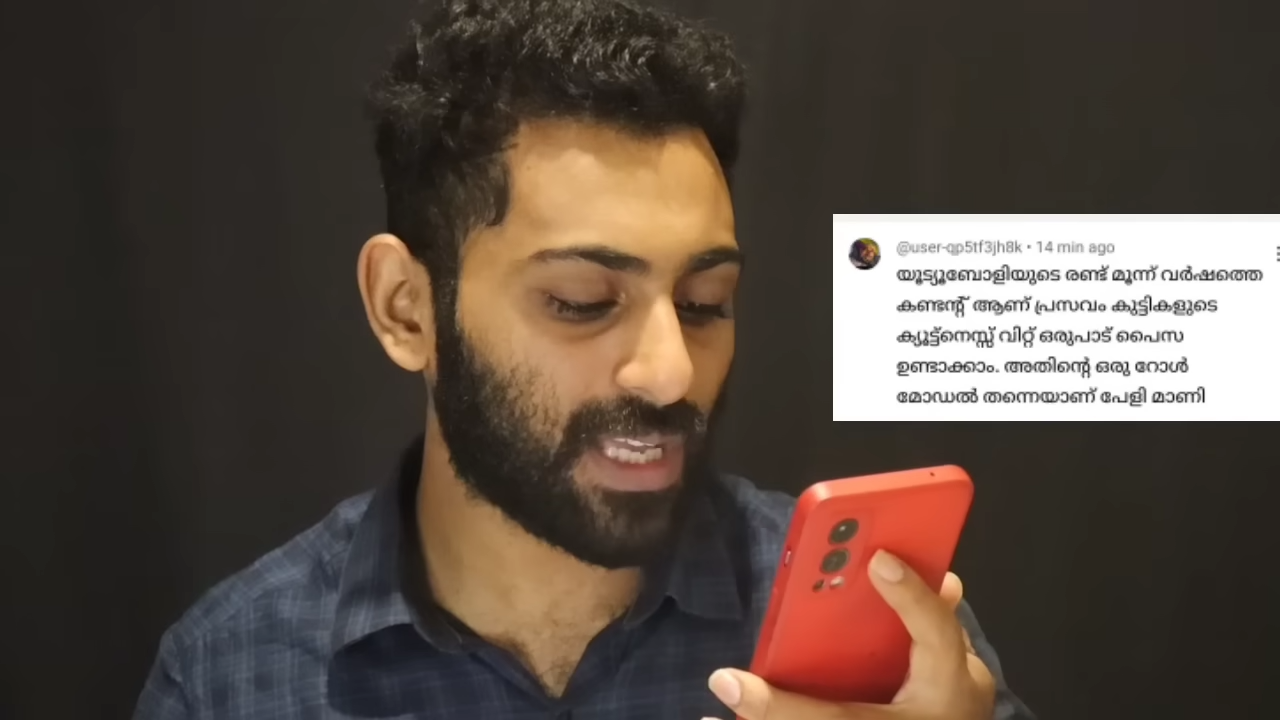 @user-qp5tf3jh8k • 14 min ago
യൂട്യൂബോളിയുടെ രണ്ട് മൂന്ന് വർഷത്തെ
കണ്ടന്റ് ആണ് പ്രസവം കുട്ടികളുടെ
ക്യൂട്ട്നെസ്സ് വിറ്റ് ഒരുപാട് പൈസ
ഉണ്ടാക്കാം. അതിന്റെ ഒരു റോൾ
മോഡൽ തന്നെയാണ് പേളി മാണി